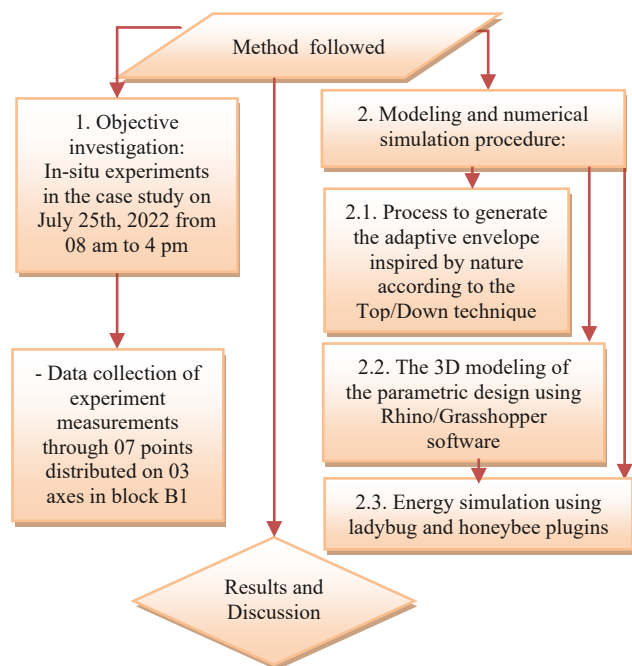 Method followed
1. Objective
investigation:
In-situ experiments
in the case study on
July 25th, 2022 from
08 am to 4 pm
- Data collection of
experiment
measurements
through 07 points
distributed on 03
axes in block B1
2. Modeling and numerical
simulation procedure:
2.1. Process to generate
the adaptive envelope
inspired by nature
according to the
Top/Down technique
2.2. The 3D modeling of
the parametric design using
Rhino/Grasshopper
software
2.3. Energy simulation using
ladybug and honeybee plugins
Results and
Discussion